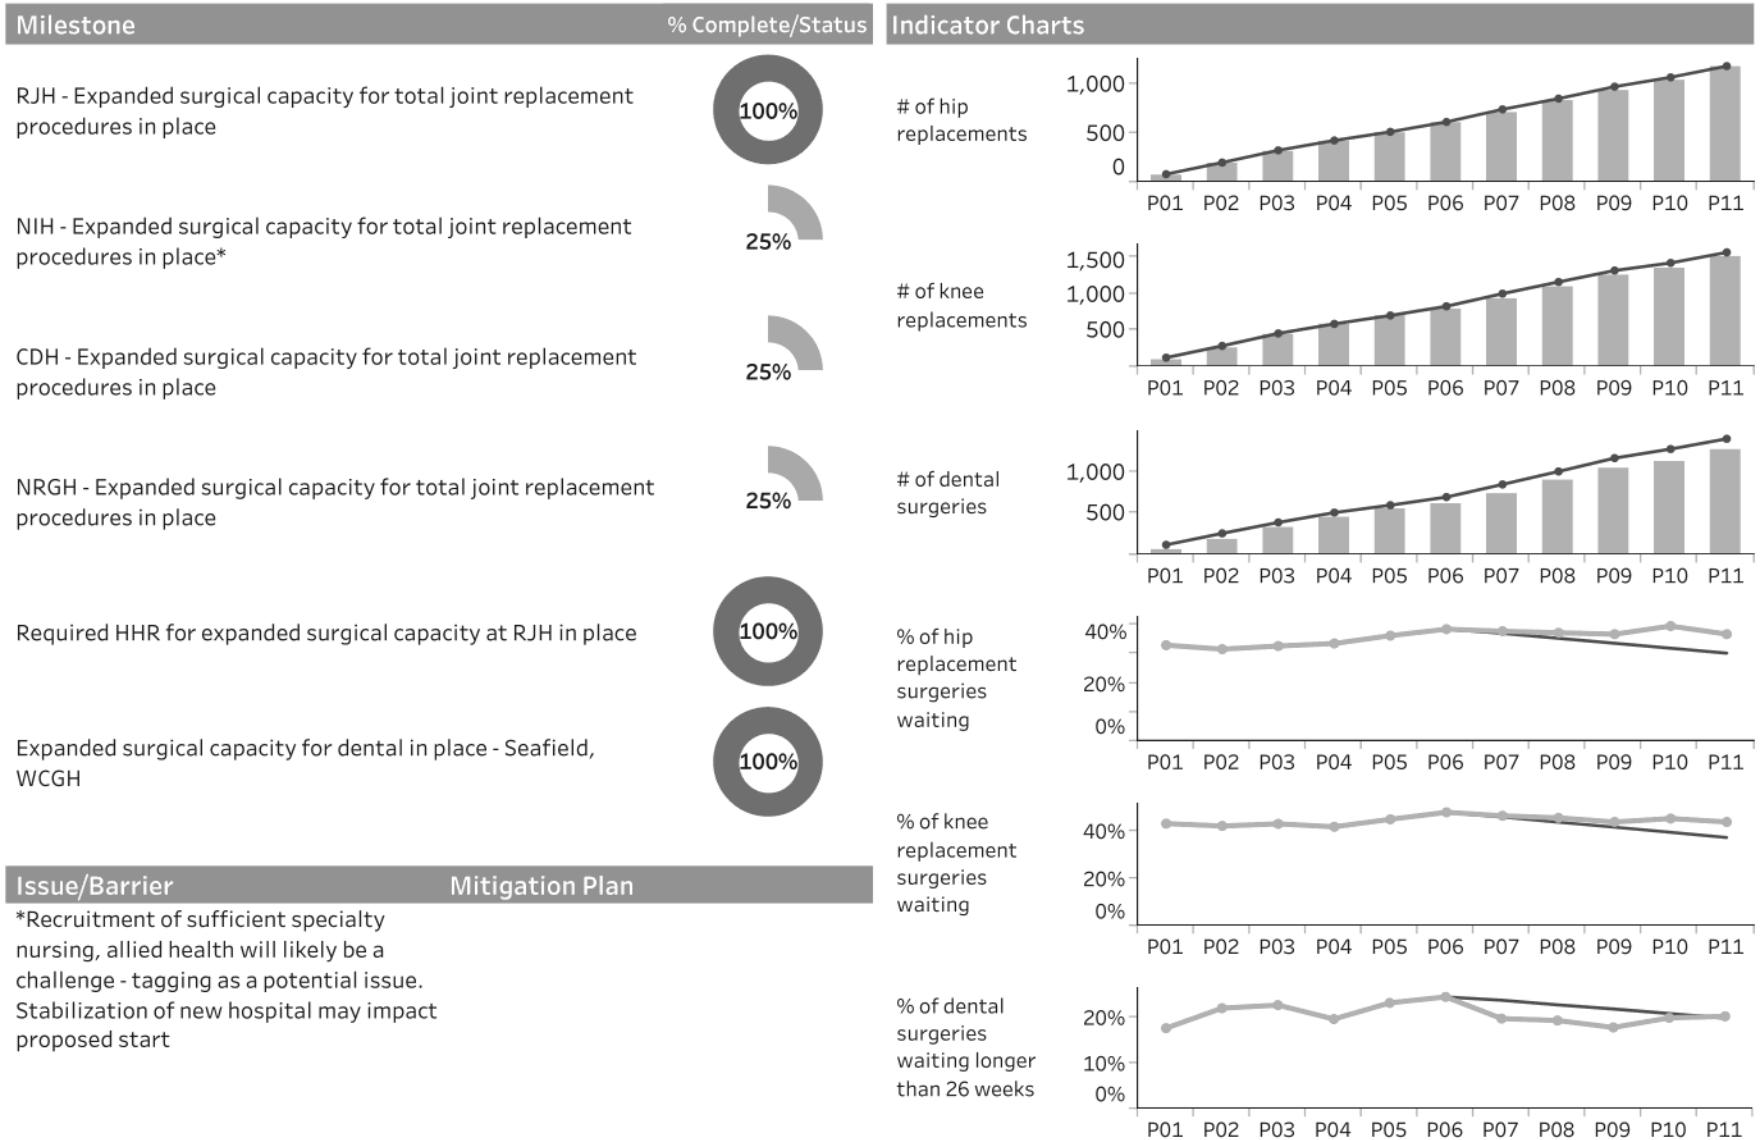 Milestone
% Complete/Status
RJH - Expanded surgical capacity for total joint replacement
procedures in place
100%
NIH - Expanded surgical capacity for total joint replacement
procedures in place*
25%
CDH - Expanded surgical capacity for total joint replacement
procedures in place
25%
NRGH - Expanded surgical capacity for total joint replacement
procedures in place
25%
Required HHR for expanded surgical capacity at RJH in place
100%
Expanded surgical capacity for dental in place - Seafield,
WCGH
100%
Issue/Barrier
Mitigation Plan
*Recruitment of sufficient specialty
nursing, allied health will likely be a
challenge - tagging as a potential issue.
Stabilization of new hospital may impact
proposed start
Indicator Charts
# of hip
replacements
1,000
500
0
P01 P02 P03 P04 P05 P06 P07 P08 P09 P10 P11
# of knee
replacements
1,500
1,000
500
P01 P02 P03 P04 P05 P06 P07 P08 P09 P10 P11
# of dental
surgeries
1,000
500
P01 P02 P03 P04 P05 P06 P07 P08 P09 P10 P11
% of hip
replacement
surgeries
waiting
40%
20%
0%
P01 P02 P03 P04 P05 P06 P07 P08 P09 P10 P11
% of knee
replacement
surgeries
waiting
40%
20%
0%
P01 P02 P03 P04 P05 P06 P07 P08 P09 P10 P11
% of dental
surgeries
waiting longer
than 26 weeks
20%
10%
0%
P01 P02 P03 P04 P05 P06 P07 P08 P09 P10 P11